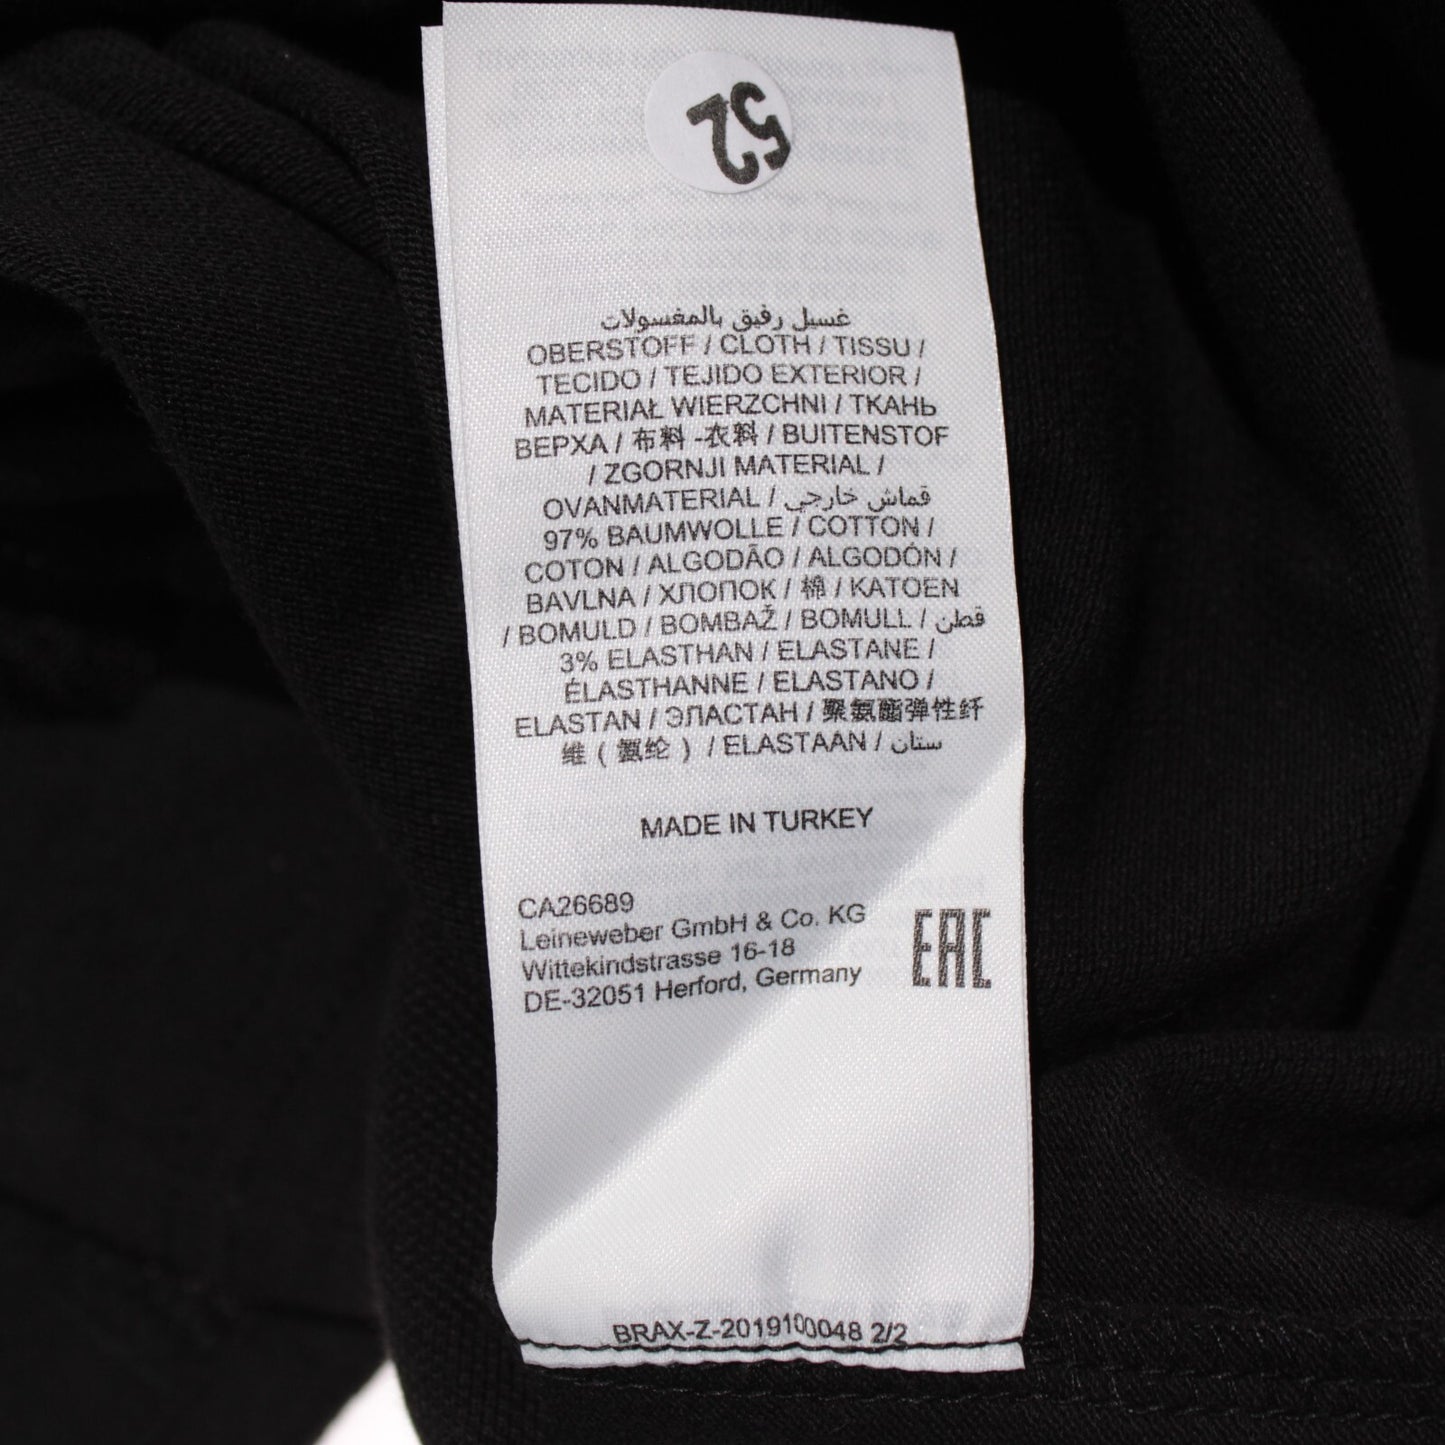 52
غسيل رفيق بالمغسولات
OBERSTOFF / CLOTH / TISSU /
TECIDO / TEJIDO EXTERIOR /
MATERIAŁ WIERZCHNI / ТКАНЬ
ВЕРХА / 布料 -衣料 / BUITENSTOF
/ ZGORNJI MATERIAL /
OVANMATERIAL / قماش خارجي
97% BAUMWOLLE / COTTON /
COTON / ALGODÃO / ALGODÓN /
BAVLNA / ХЛОПОК / 棉 / KATOEN
/ BOMULD / BOMBAŽ / BOMULL / قطن
3% ELASTHAN / ELASTANE /
ÉLASTHANNE / ELASTANO /
ELASTAN / ЭЛАСТАН / 聚氨酯弹性纤
维 ( 氨纶 ) / ELASTAAN / ستان
MADE IN TURKEY
CA26689
Leineweber GmbH & Co. KG
Wittekindstrasse 16-18
DE-32051 Herford, Germany
EAC
BRAX-Z-2019100048 2/2